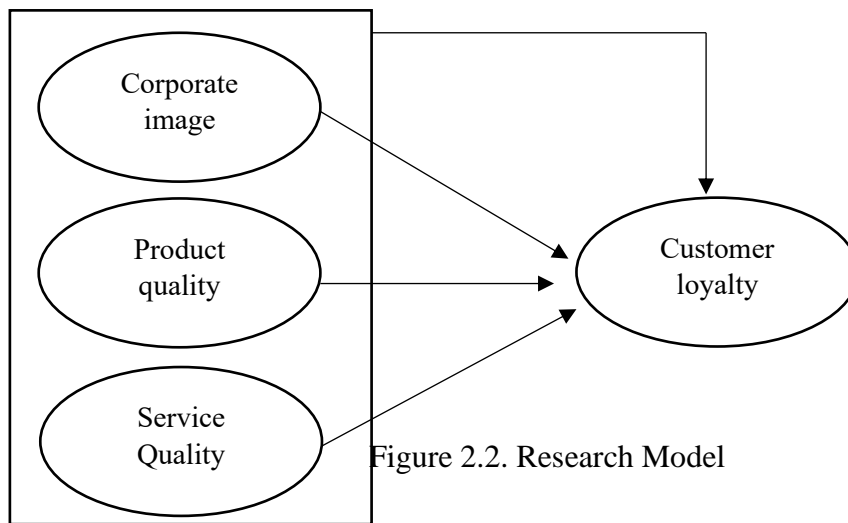 Corporate
image
Product
quality
Service
Quality
Customer
loyalty
Figure 2.2. Research Model